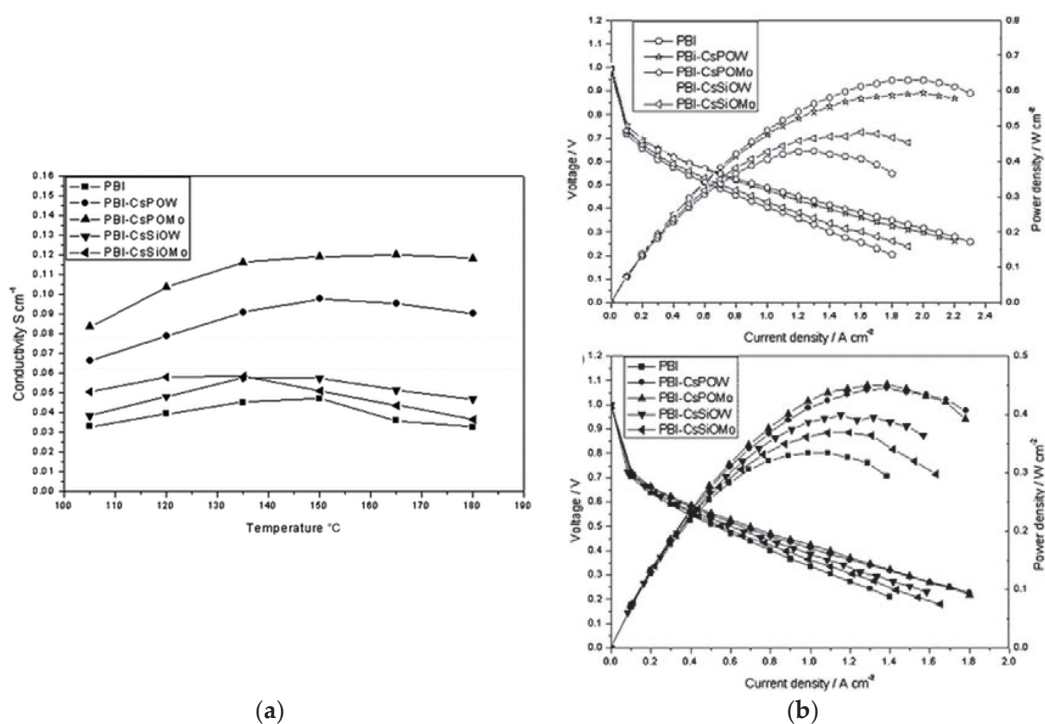 0.16
0.15
0.14
0.13
0.12
0.11
0.10
0.09
0.08
0.07
0.06
0.05
0.04
0.03
0.02
0.01
0.00
Conductivity S cm⁻¹
PBI
PBI-CsPOW
PBI-CsPOMo
PBI-CsSiOW
PBI-CsSiOMo
100 110 120 130 140 150 160 170 180 190
Temperature °C
(a)
1.2
1.1
1.0
0.9
0.8
0.7
0.6
0.5
0.4
0.3
0.2
0.1
0.0
Voltage / V
PBI
PBi-CsPOW
PBI-CsPOMo
PBI-CsSiOW
PBI-CsSiOMo
0.8
0.7
0.6
0.5
0.4
0.3
0.2
0.1
0.0
Power density / W cm⁻²
0.0 0.2 0.4 0.6 0.8 1.0 1.2 1.4 1.6 1.8 2.0 2.2 2.4
Current density / A cm⁻²
1.2
1.1
1.0
0.9
0.8
0.7
0.6
0.5
0.4
0.3
0.2
0.1
0.0
Voltage / V
PBI
PBI-CsPOW
PBI-CsPOMo
PBI-CsSiOW
PBI-CsSiOMo
0.5
0.4
0.3
0.2
0.1
0.0
Power density / W cm⁻²
0.0 0.2 0.4 0.6 0.8 1.0 1.2 1.4 1.6 1.8 2.0
Current density / A cm⁻²
(b)